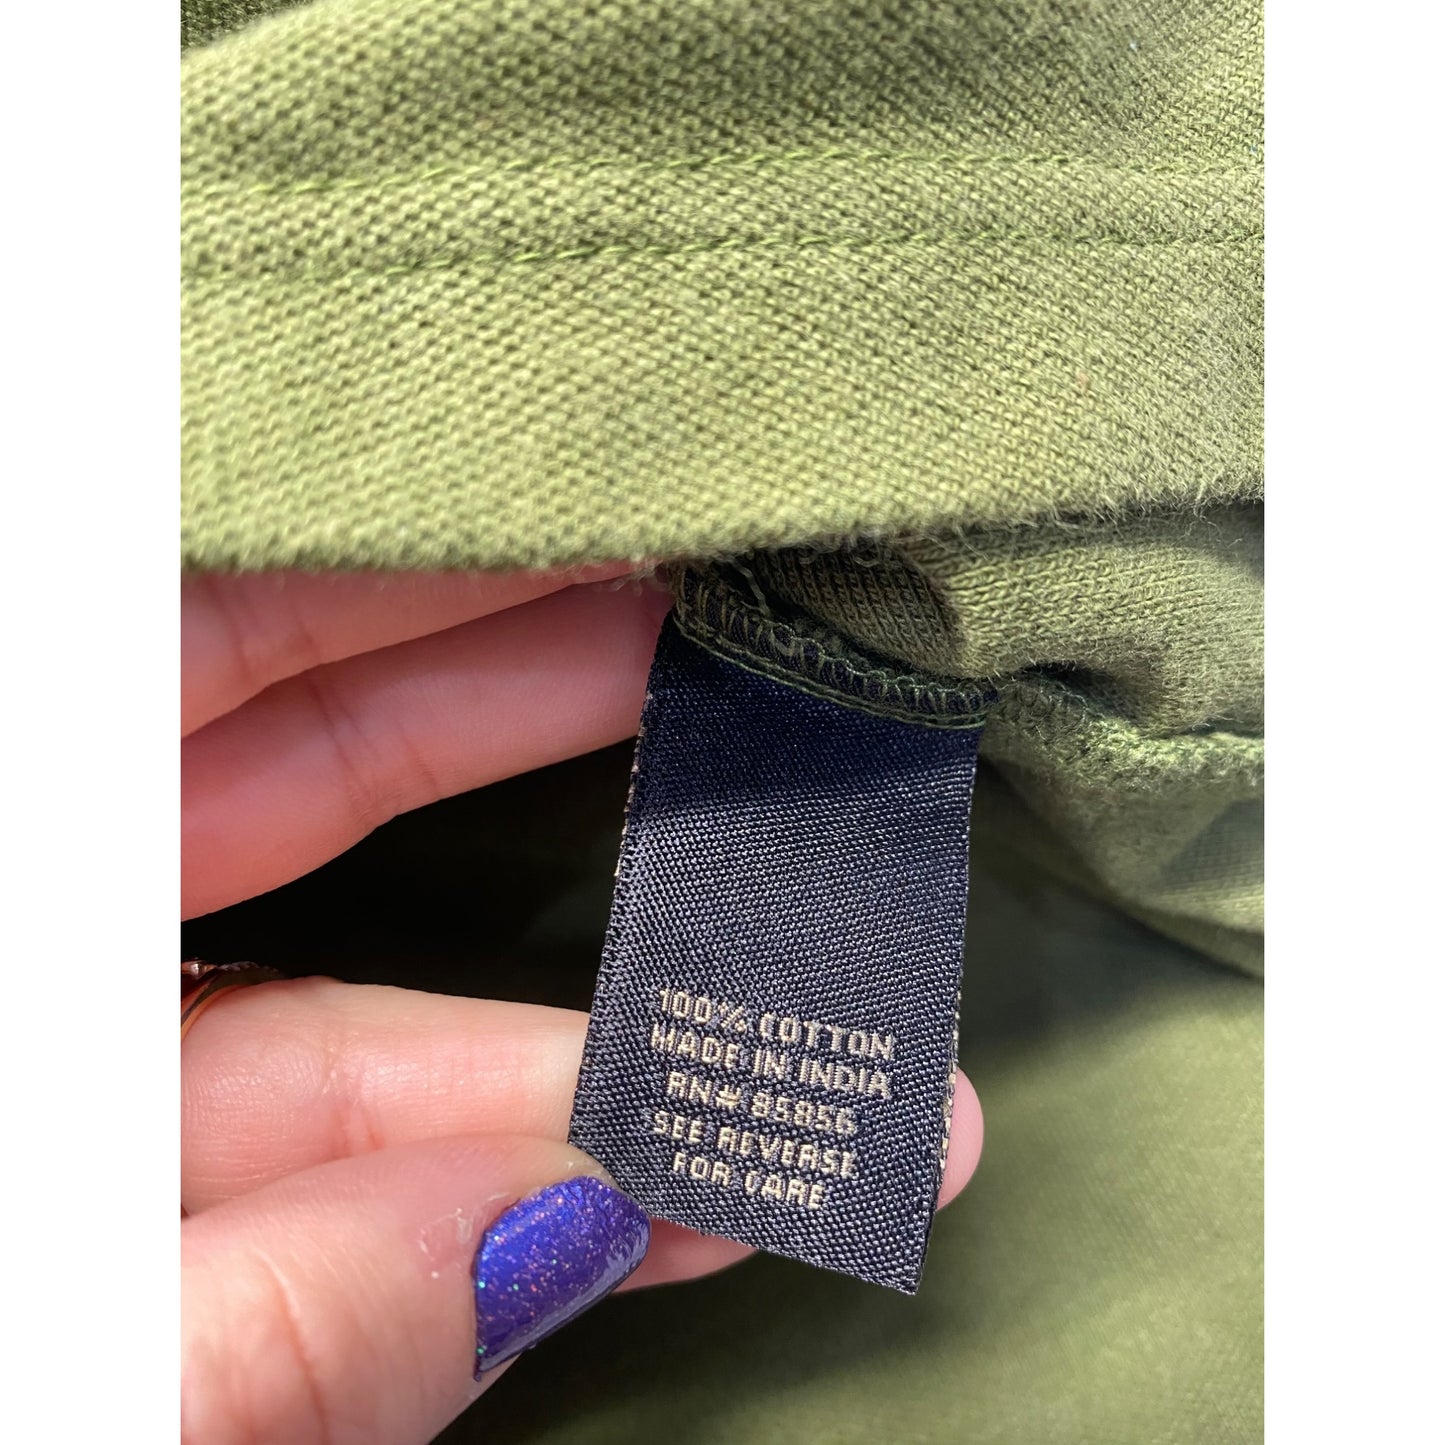 100% COTTON
MADE IN INDIA
RN# 85856
SEE REVERSE
FOR CARE